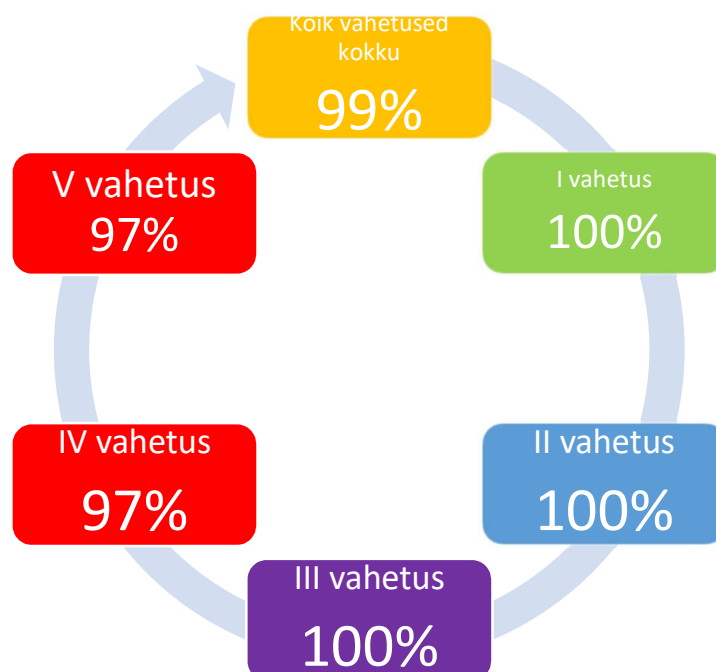 Kõik vahetused
kokku
99%
I vahetus
100%
II vahetus
100%
III vahetus
100%
IV vahetus
97%
V vahetus
97%